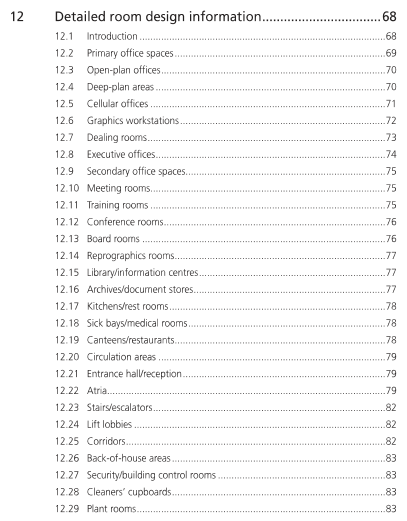 12 Detailed room design information................................68
12.1 Introduction ................................................................68
12.2 Primary office spaces................................................................69
12.3 Open-plan offices................................................................70
12.4 Deep-plan areas ................................................................70
12.5 Cellular offices ................................................................71
12.6 Graphics workstations................................................................72
12.7 Dealing rooms................................................................73
12.8 Executive offices................................................................74
12.9 Secondary office spaces................................................................75
12.10 Meeting rooms................................................................75
12.11 Training rooms ................................................................75
12.12 Conference rooms................................................................76
12.13 Board rooms ................................................................76
12.14 Reprographics rooms................................................................77
12.15 Library/information centres................................................................77
12.16 Archives/document stores................................................................77
12.17 Kitchens/rest rooms................................................................78
12.18 Sick bays/medical rooms................................................................78
12.19 Canteens/restaurants................................................................78
12.20 Circulation areas ................................................................79
12.21 Entrance hall/reception................................................................79
12.22 Atria................................................................79
12.23 Stairs/escalators................................................................82
12.24 Lift lobbies ................................................................82
12.25 Corridors................................................................82
12.26 Back-of-house areas................................................................83
12.27 Security/building control rooms ................................................................83
12.28 Cleaners' cupboards................................................................83
12.29 Plant rooms................................................................83